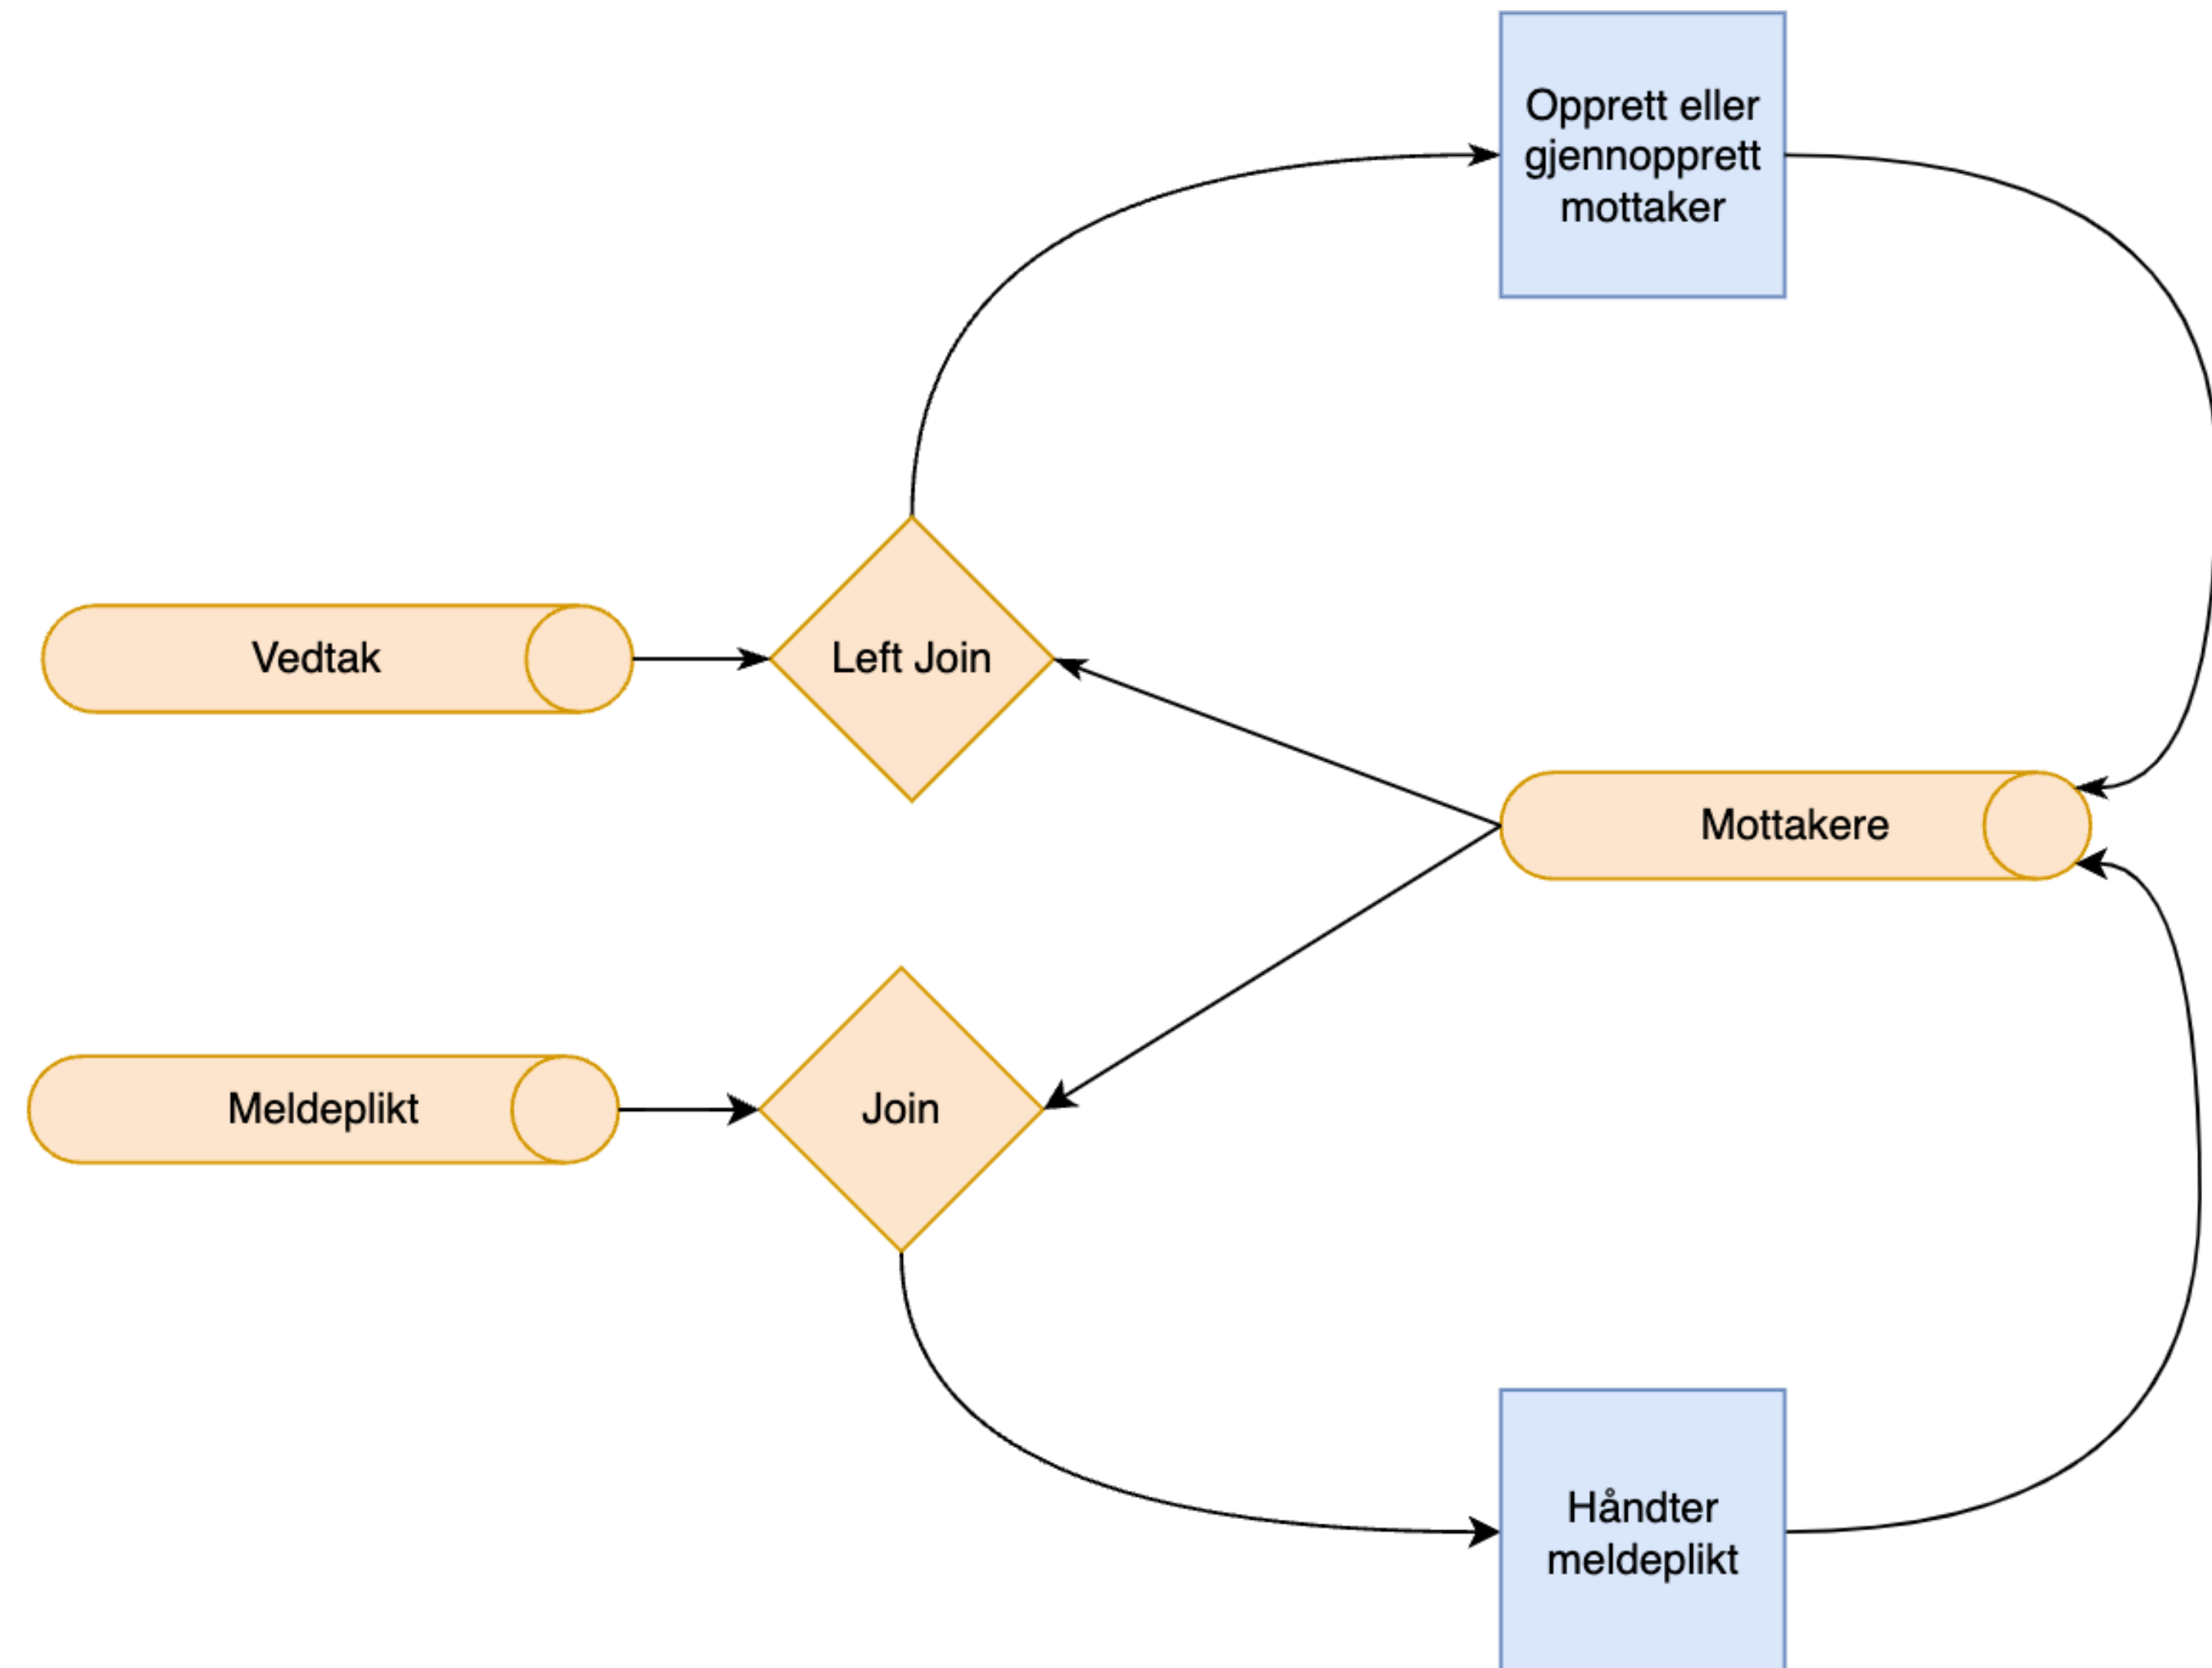 Opprett eller
gjennopprett
mottaker
Vedtak
Left Join
Mottakere
Meldeplikt
Join
Håndter
meldeplikt